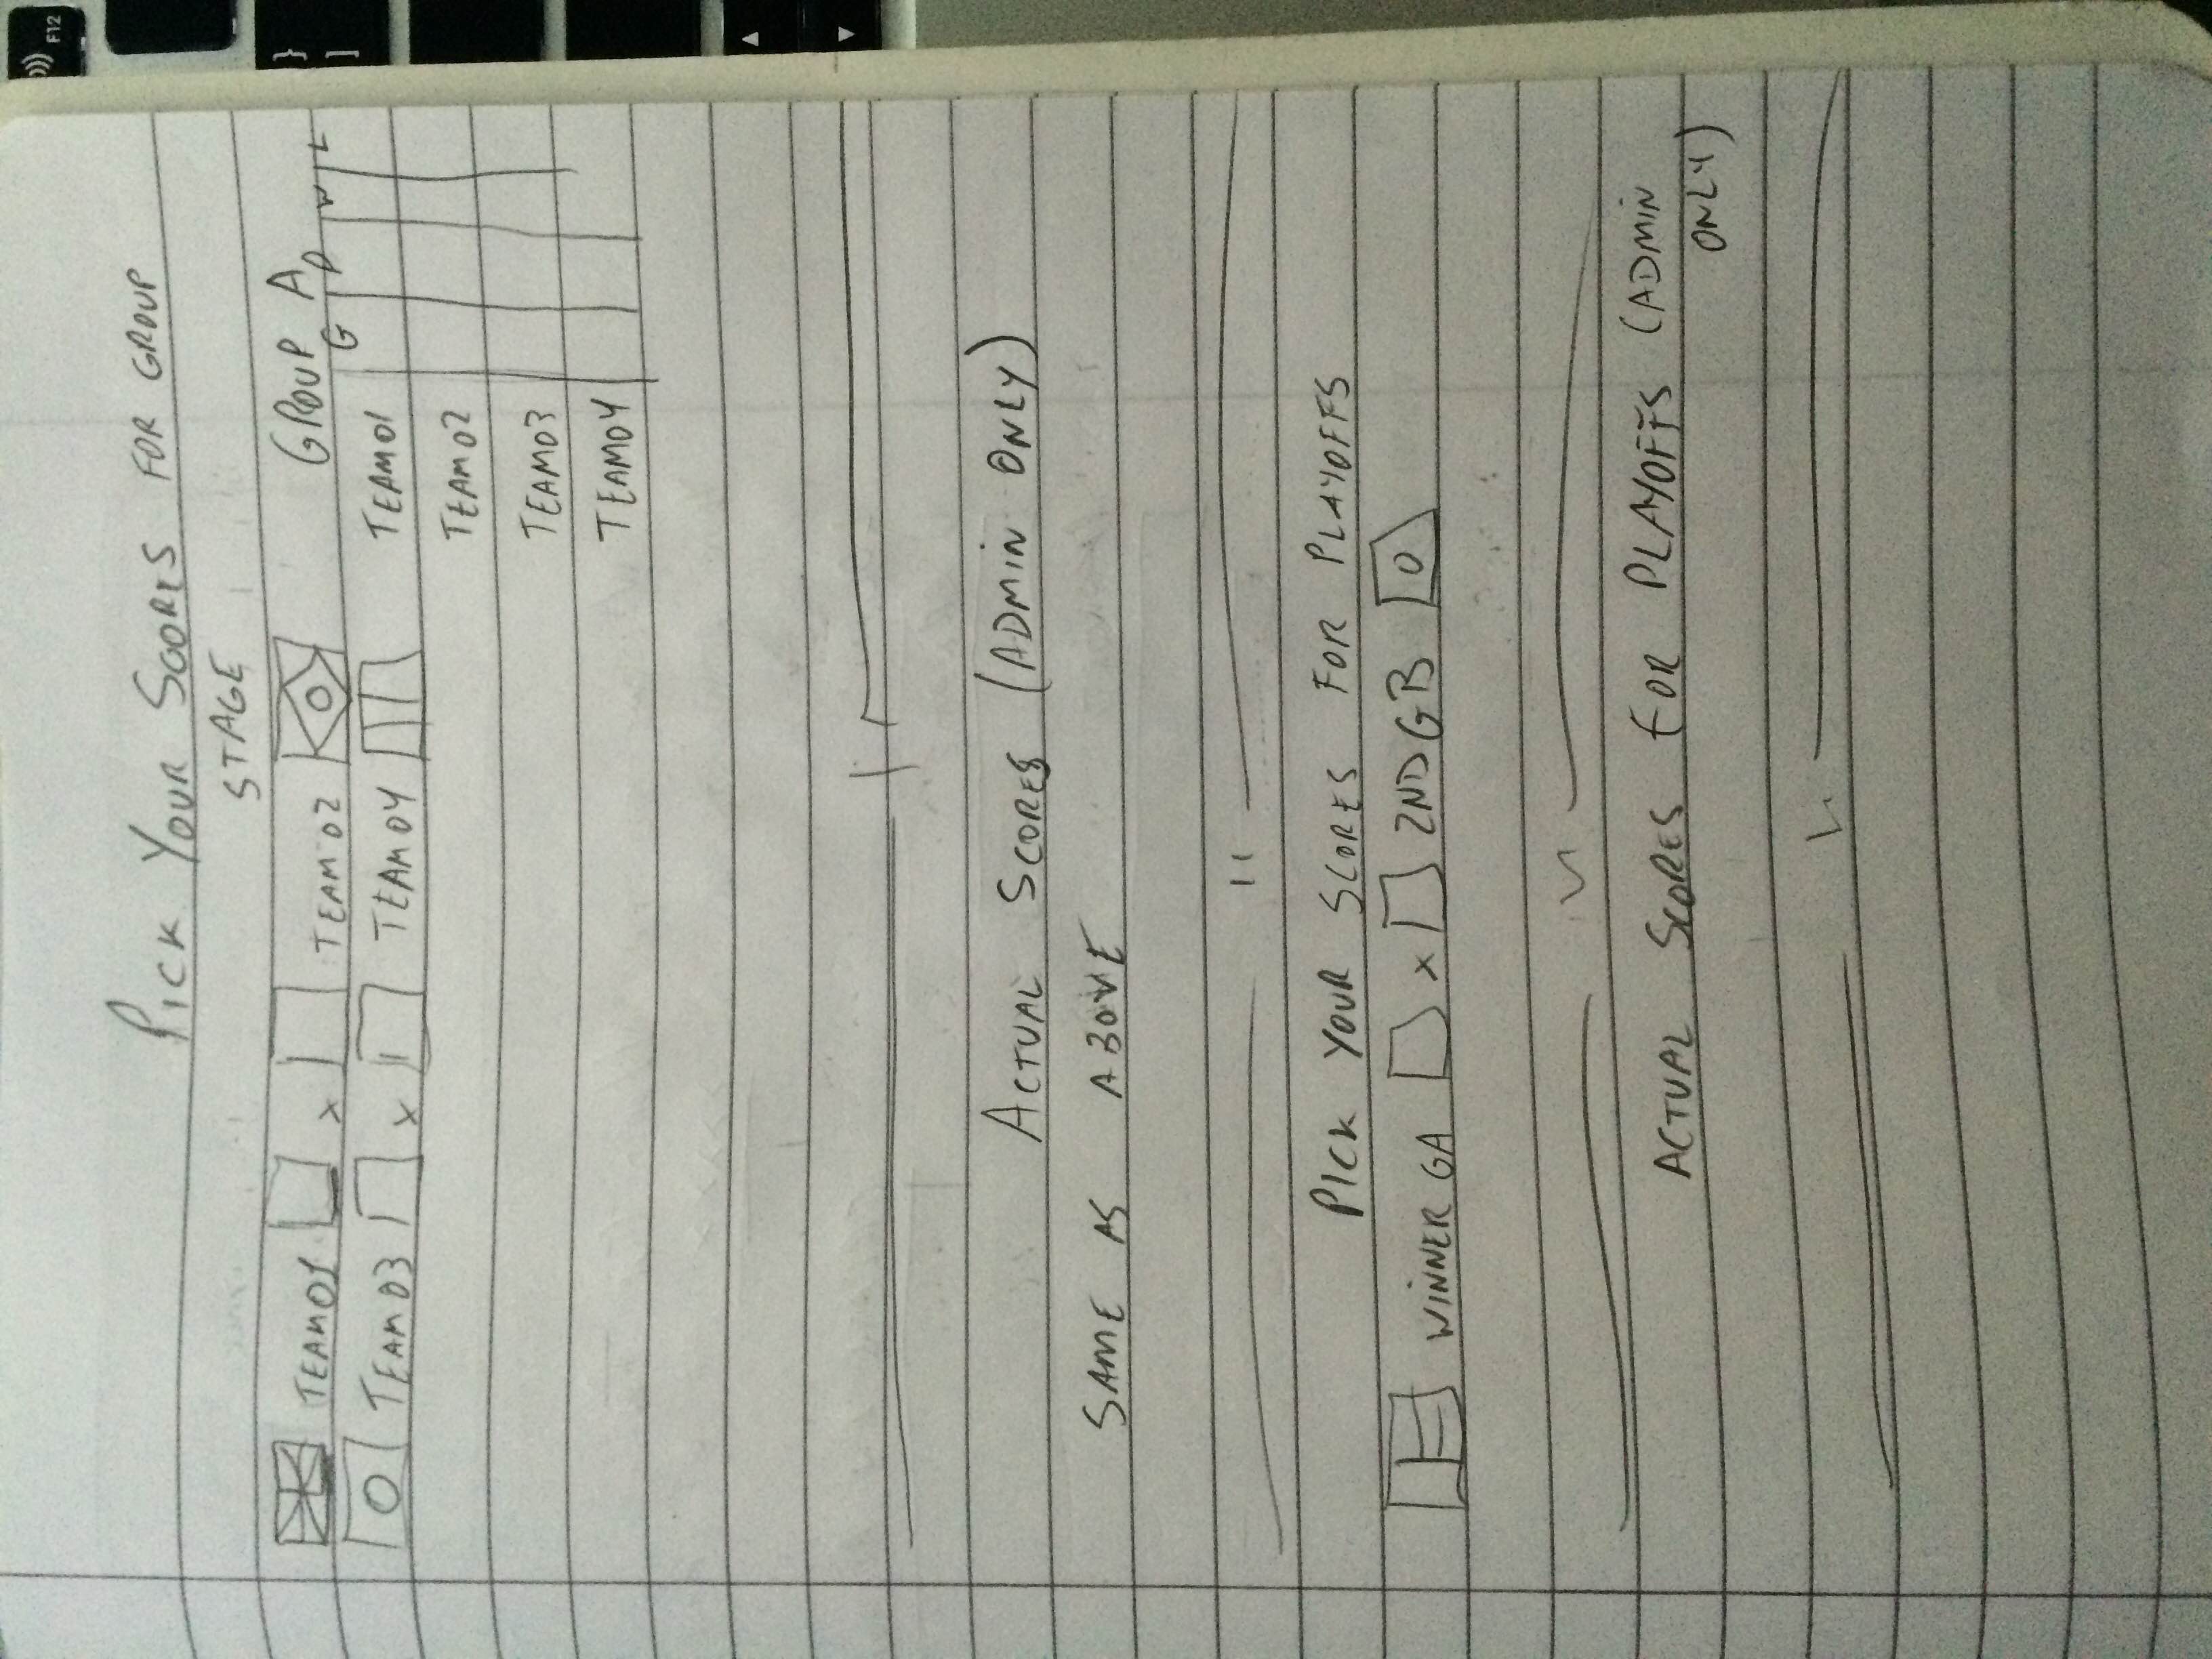 PICK YOUR SCORES FOR GROUP
STAGE
TEAM01 x TEAM02
TEAM03 x TEAM04
GROUP A
G P W L
TEAM01
TEAM02
TEAM03
TEAM04
ACTUAL SCORES (ADMIN ONLY)
SAME AS ABOVE
PICK YOUR SCORES FOR PLAYOFFS
WINNER GA x 2ND GB
ACTUAL SCORES FOR PLAYOFFS (ADMIN
ONLY)
F12
}
]